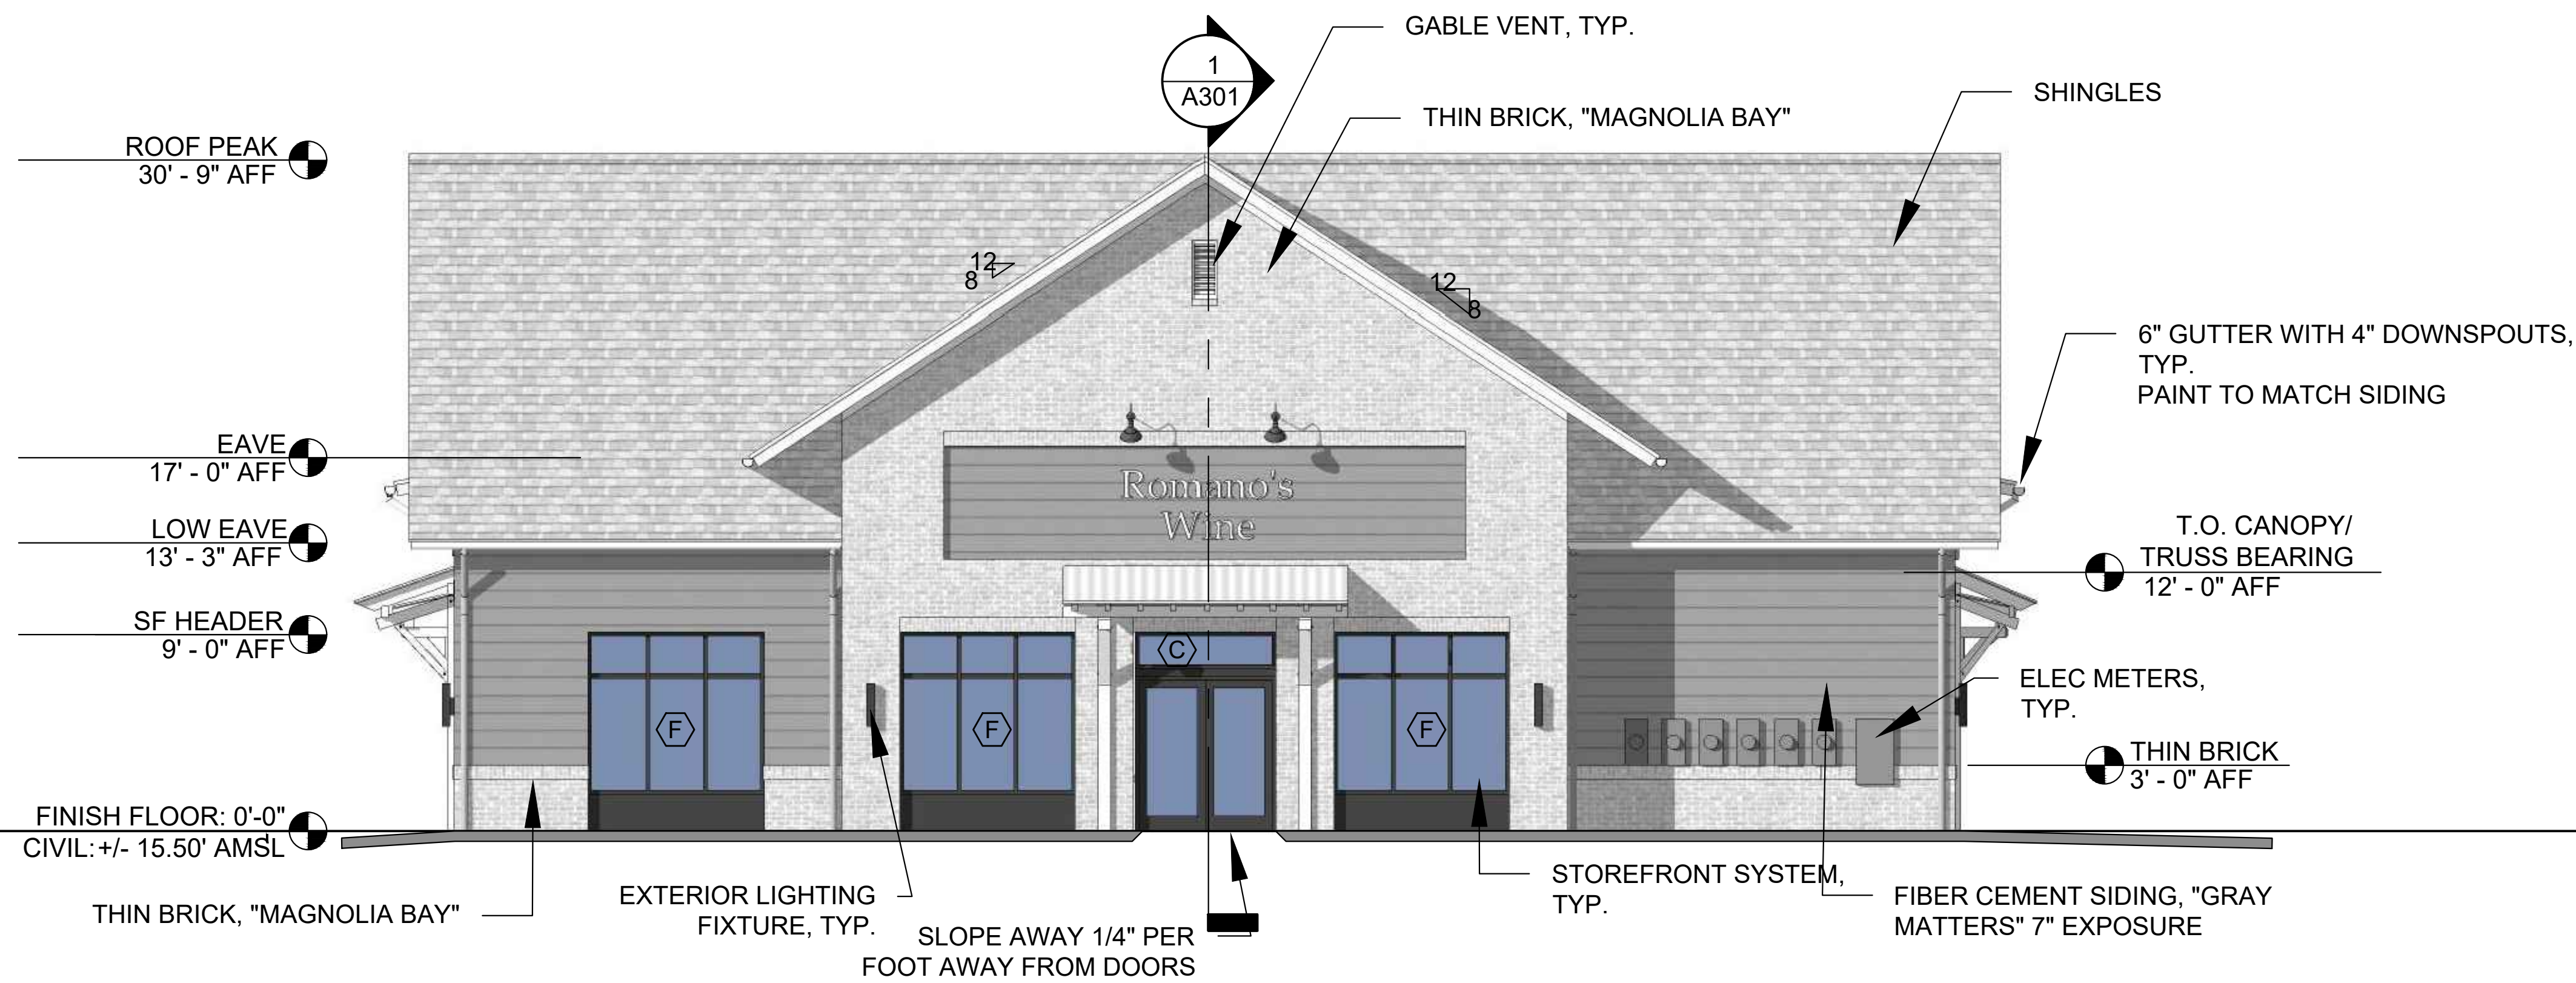 GABLE VENT, TYP.
1
A301
SHINGLES
THIN BRICK, "MAGNOLIA BAY"
ROOF PEAK
30' - 9" AFF
12
8
12
8
6" GUTTER WITH 4" DOWNSPOUTS,
TYP.
PAINT TO MATCH SIDING
EAVE
17' - 0" AFF
Romano's
Wine
LOW EAVE
13' - 3" AFF
T.O. CANOPY/
TRUSS BEARING
12' - 0" AFF
SF HEADER
9' - 0" AFF
C
ELEC METERS,
TYP.
F
F
F
THIN BRICK
3' - 0" AFF
FINISH FLOOR: 0'-0"
CIVIL:+/- 15.50' AMSL
THIN BRICK, "MAGNOLIA BAY"
EXTERIOR LIGHTING
FIXTURE, TYP.
SLOPE AWAY 1/4" PER
FOOT AWAY FROM DOORS
STOREFRONT SYSTEM,
TYP.
FIBER CEMENT SIDING, "GRAY
MATTERS" 7" EXPOSURE